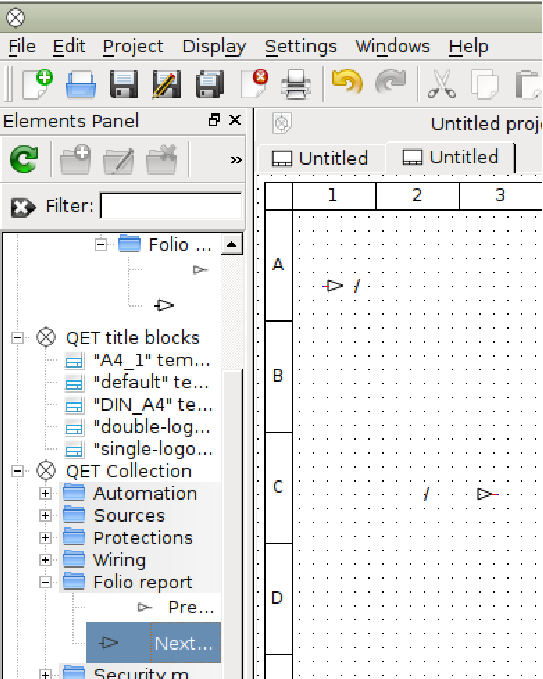 File Edit Project Display Settings Windows Help
Elements Panel
Untitled proj
Untitled Untitled
»
Filter:
1 2 3
Folio ...
A
/
QET title blocks
"A4_1" tem...
"default" te...
"DIN_A4" te...
"double-log...
"single-logo...
B
QET Collection
Automation
Sources
Protections
Wiring
Folio report
Pre...
Next...
Security m
C
/
D